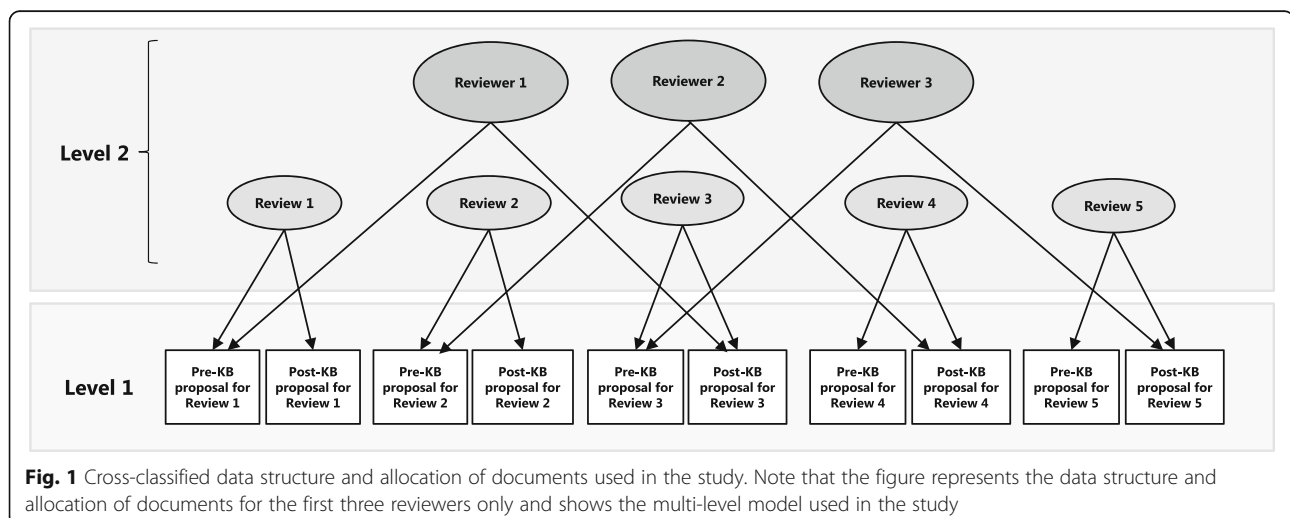 Reviewer 1
Reviewer 2
Reviewer 3
Level 2
Review 1
Review 2
Review 3
Review 4
Review 5
Level 1
Pre-KB
proposal for
Review 1
Post-KB
proposal for
Review 1
Pre-KB
proposal for
Review 2
Post-KB
proposal for
Review 2
Pre-KB
proposal for
Review 3
Post-KB
proposal for
Review 3
Pre-KB
proposal for
Review 4
Post-KB
proposal for
Review 4
Pre-KB
proposal for
Review 5
Post-KB
proposal for
Review 5
Fig. 1 Cross-classified data structure and allocation of documents used in the study. Note that the figure represents the data structure and
allocation of documents for the first three reviewers only and shows the multi-level model used in the study